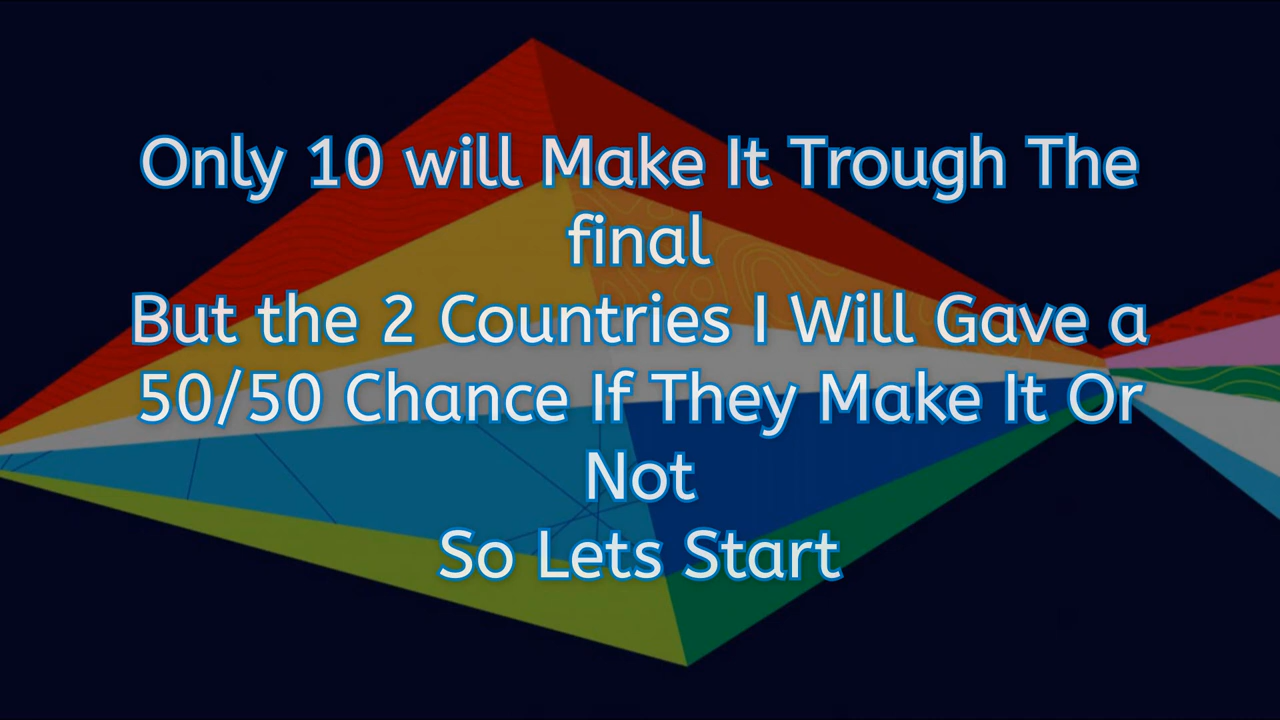 Only 10 will Make It Trough The
final
But the 2 Countries I Will Gave a
50/50 Chance If They Make It Or
Not
So Lets Start